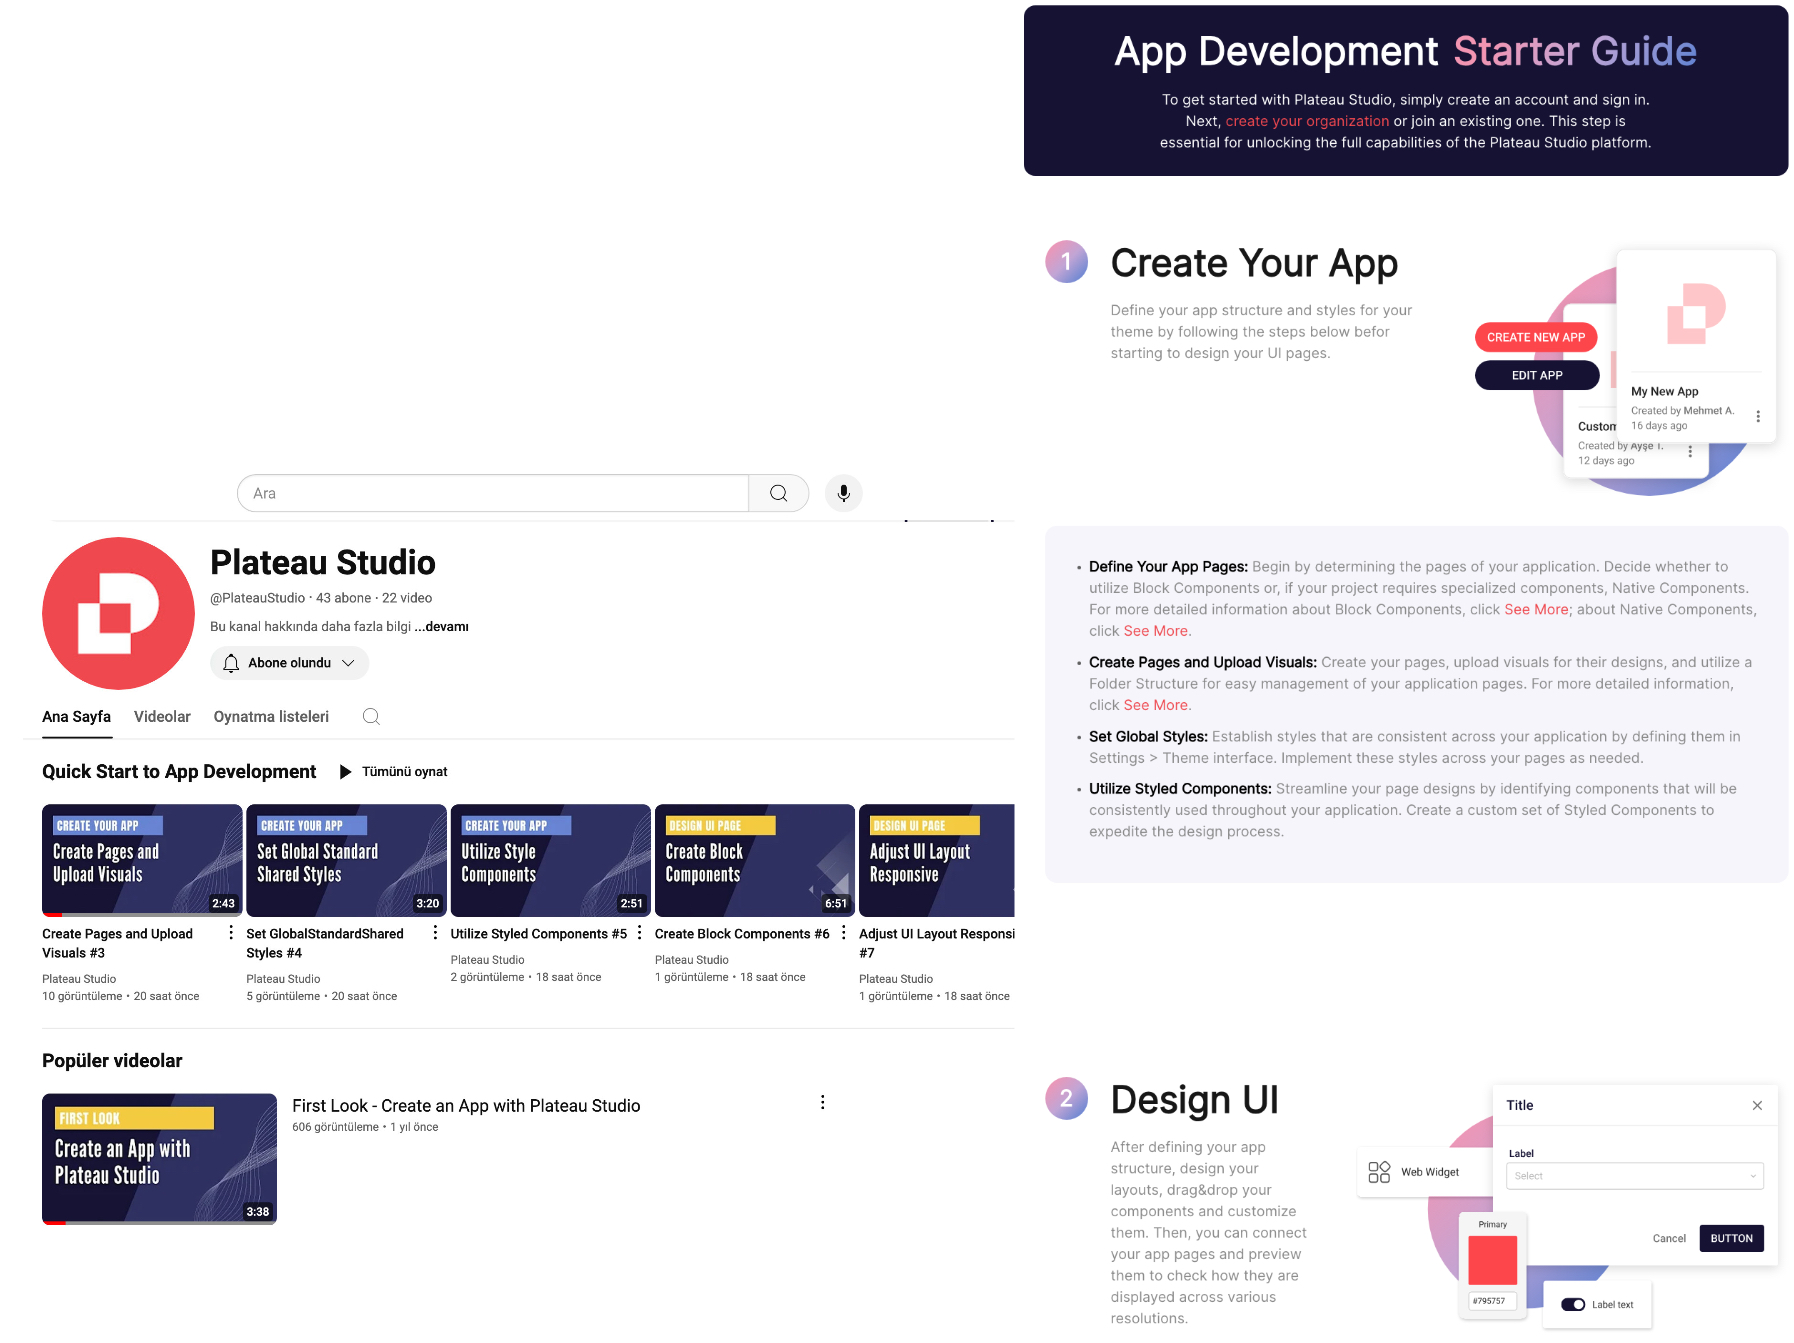 Ara
Plateau Studio
@PlateauStudio • 43 abone • 22 video
Bu kanal hakkında daha fazla bilgi ...devamı
Abone olundu
Ana Sayfa Videolar Oynatma listeleri
Quick Start to App Development Tümünü oynat
CREATE YOUR APP
Create Pages and
Upload Visuals
2:43
Create Pages and Upload
Visuals #3
Plateau Studio
10 görüntüleme • 20 saat önce
CREATE YOUR APP
Set Global Standard
Shared Styles
3:20
Set GlobalStandardShared
Styles #4
Plateau Studio
5 görüntüleme • 20 saat önce
CREATE YOUR APP
Utilize Style
Components
2:51
Utilize Styled Components #5
Plateau Studio
2 görüntüleme • 18 saat önce
DESIGN UI PAGE
Create Block
Components
6:51
Create Block Components #6
Plateau Studio
1 görüntüleme • 18 saat önce
DESIGN UI PAGE
Adjust UI Layout
Responsive
Adjust UI Layout Responsi
#7
Plateau Studio
1 görüntüleme • 18 saat önce
Popüler videolar
FIRST LOOK
Create an App with
Plateau Studio
3:38
First Look - Create an App with Plateau Studio
606 görüntüleme • 1 yıl önce
App Development Starter Guide
To get started with Plateau Studio, simply create an account and sign in.
Next, create your organization or join an existing one. This step is
essential for unlocking the full capabilities of the Plateau Studio platform.
1
Create Your App
Define your app structure and styles for your
theme by following the steps below befor
starting to design your UI pages.
CREATE NEW APP
EDIT APP
My New App
Created by Mehmet A.
16 days ago
Custom
Created by Ayşe T.
12 days ago
• Define Your App Pages: Begin by determining the pages of your application. Decide whether to
utilize Block Components or, if your project requires specialized components, Native Components.
For more detailed information about Block Components, click See More; about Native Components,
click See More.
• Create Pages and Upload Visuals: Create your pages, upload visuals for their designs, and utilize a
Folder Structure for easy management of your application pages. For more detailed information,
click See More.
• Set Global Styles: Establish styles that are consistent across your application by defining them in
Settings > Theme interface. Implement these styles across your pages as needed.
• Utilize Styled Components: Streamline your page designs by identifying components that will be
consistently used throughout your application. Create a custom set of Styled Components to
expedite the design process.
2
Design UI
After defining your app
structure, design your
layouts, drag&drop your
components and customize
them. Then, you can connect
your app pages and preview
them to check how they are
displayed across various
resolutions.
Web Widget
Title
Label
Select
Cancel BUTTON
Primary
#795757
Label text